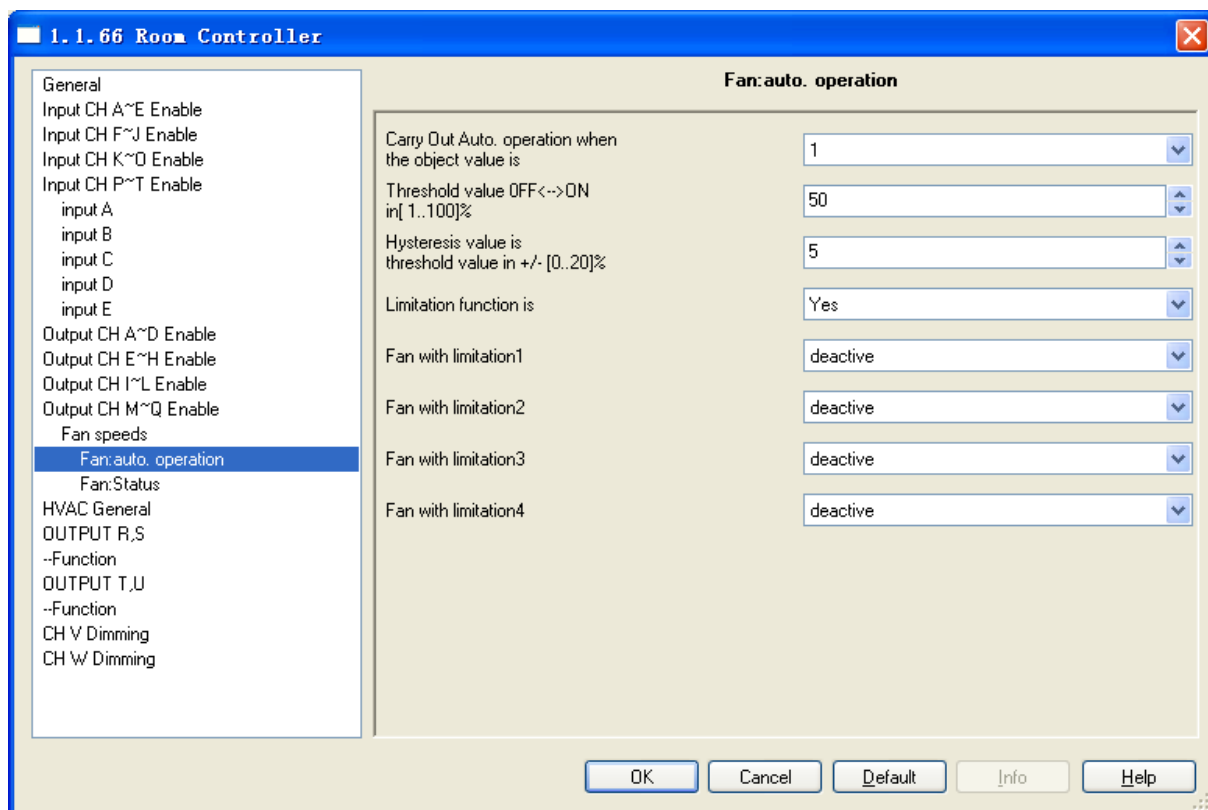 1.1.66 Room Controller
General
Input CH A~E Enable
Input CH F~J Enable
Input CH K~O Enable
Input CH P~T Enable
input A
input B
input C
input D
input E
Output CH A~D Enable
Output CH E~H Enable
Output CH I~L Enable
Output CH M~Q Enable
Fan speeds
Fan:auto. operation
Fan:Status
HVAC General
OUTPUT R,S
--Function
OUTPUT T,U
--Function
CH V Dimming
CH W Dimming
Fan:auto. operation
Carry Out Auto. operation when
the object value is
1
Threshold value OFF<-->ON
in[ 1..100]%
50
Hysteresis value is
threshold value in +/- [0..20]%
5
Limitation function is
Yes
Fan with limitation1
deactive
Fan with limitation2
deactive
Fan with limitation3
deactive
Fan with limitation4
deactive
OK
Cancel
Default
Info
Help